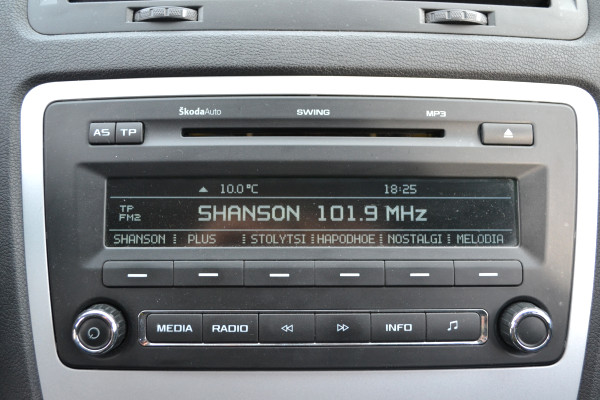 ŠkodaAuto SWING MP3
AS TP
10.0°C 18:25
TP
FM2
SHANSON 101.9 MHz
SHANSON PLUS STOLYTSI НАРОДНОЕ NOSTALGI MELODIA
MEDIA RADIO INFO